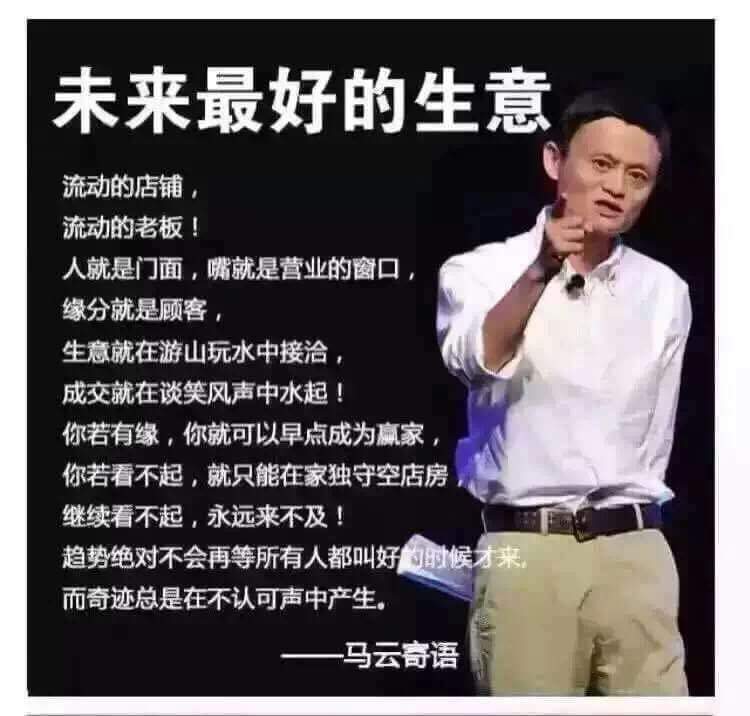 未来最好的生意
流动的店铺，
流动的老板！
人就是门面，嘴就是营业的窗口，
缘分就是顾客，
生意就在游山玩水中接洽，
成交就在谈笑风声中水起！
你若有缘，你就可以早点成为赢家，
你若看不起，就只能在家独守空店房，
继续看不起，永远来不及！
趋势绝对不会再等所有人都叫好的时候才来,
而奇迹总是在不认可声中产生。
——马云寄语